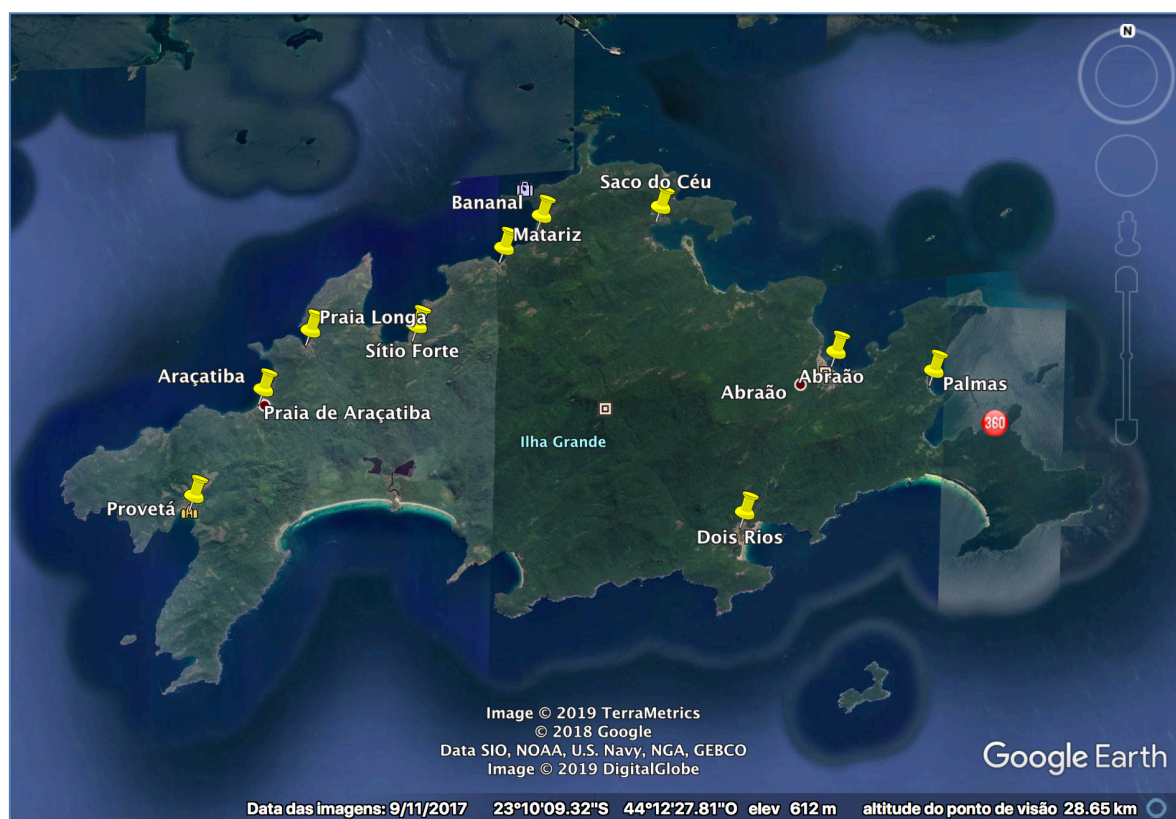 N
Saco do Céu
Bananal
Matariz
Praia Longa
Sítio Forte
Araçatiba
Abraão
Abraão
Palmas
Praia de Araçatiba
360
Ilha Grande
Provetá
Dois Rios
Image © 2019 TerraMetrics
© 2018 Google
Data SIO, NOAA, U.S. Navy, NGA, GEBCO
Image © 2019 DigitalGlobe
Google Earth
Data das imagens: 9/11/2017 23°10'09.32"S 44°12'27.81"O elev 612 m altitude do ponto de visão 28.65 km